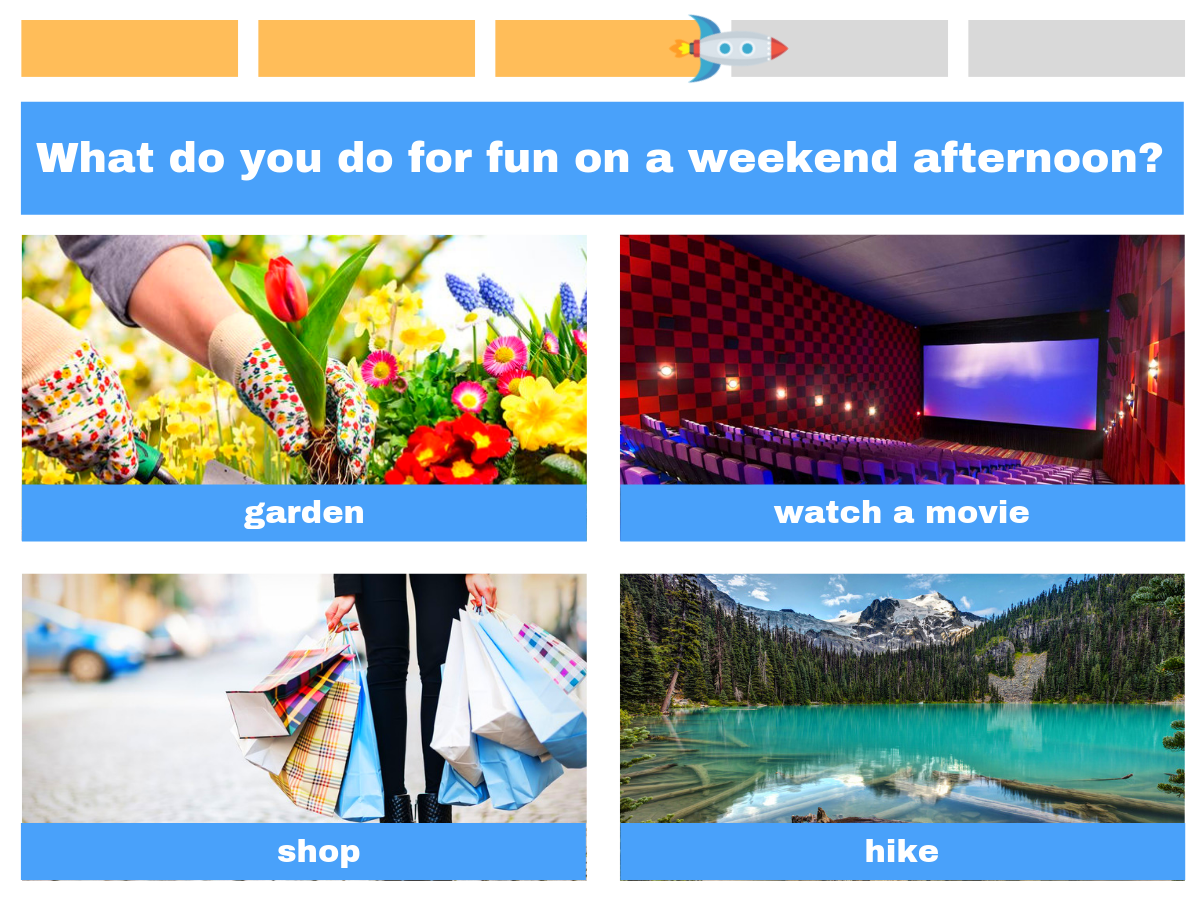 What do you do for fun on a weekend afternoon?
garden
watch a movie
shop
hike